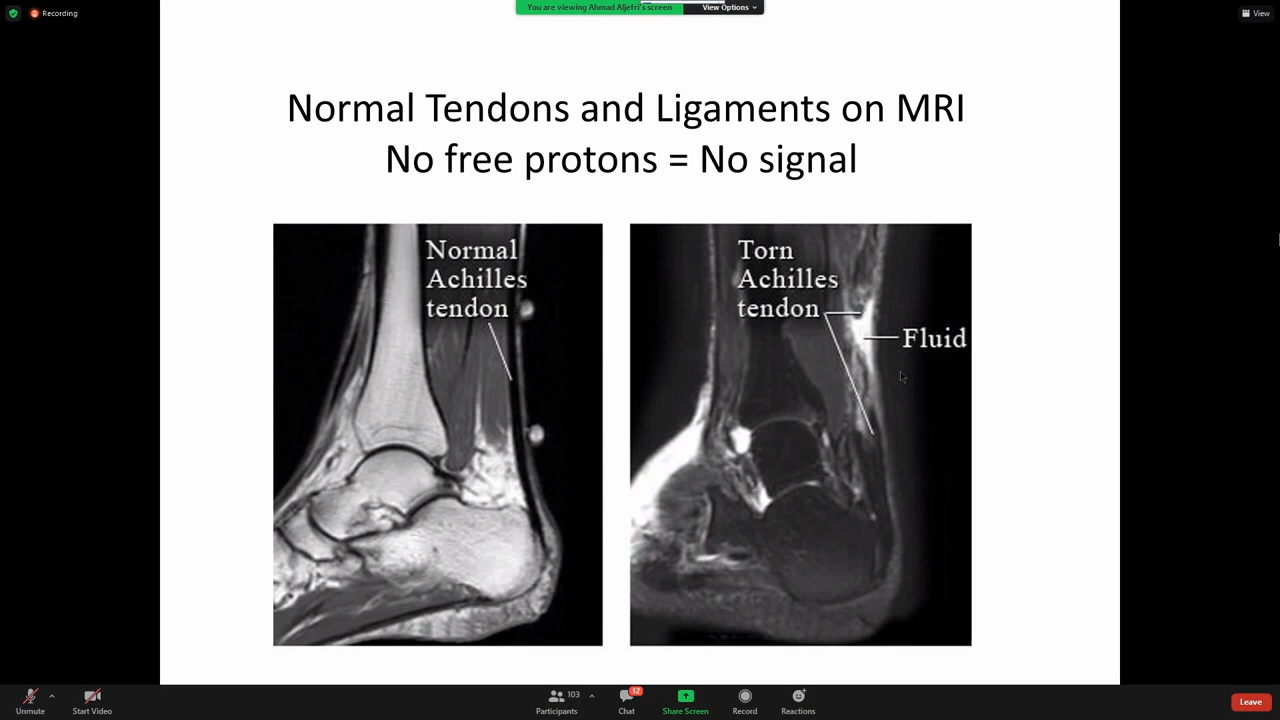 Recording
You are viewing Ahmad Aljefri's screen
View Options
View
Normal Tendons and Ligaments on MRI
No free protons = No signal
Normal
Achilles
tendon
Torn
Achilles
tendon
Fluid
Unmute
Start Video
Participants
103
Chat
12
Share Screen
Record
Reactions
Leave